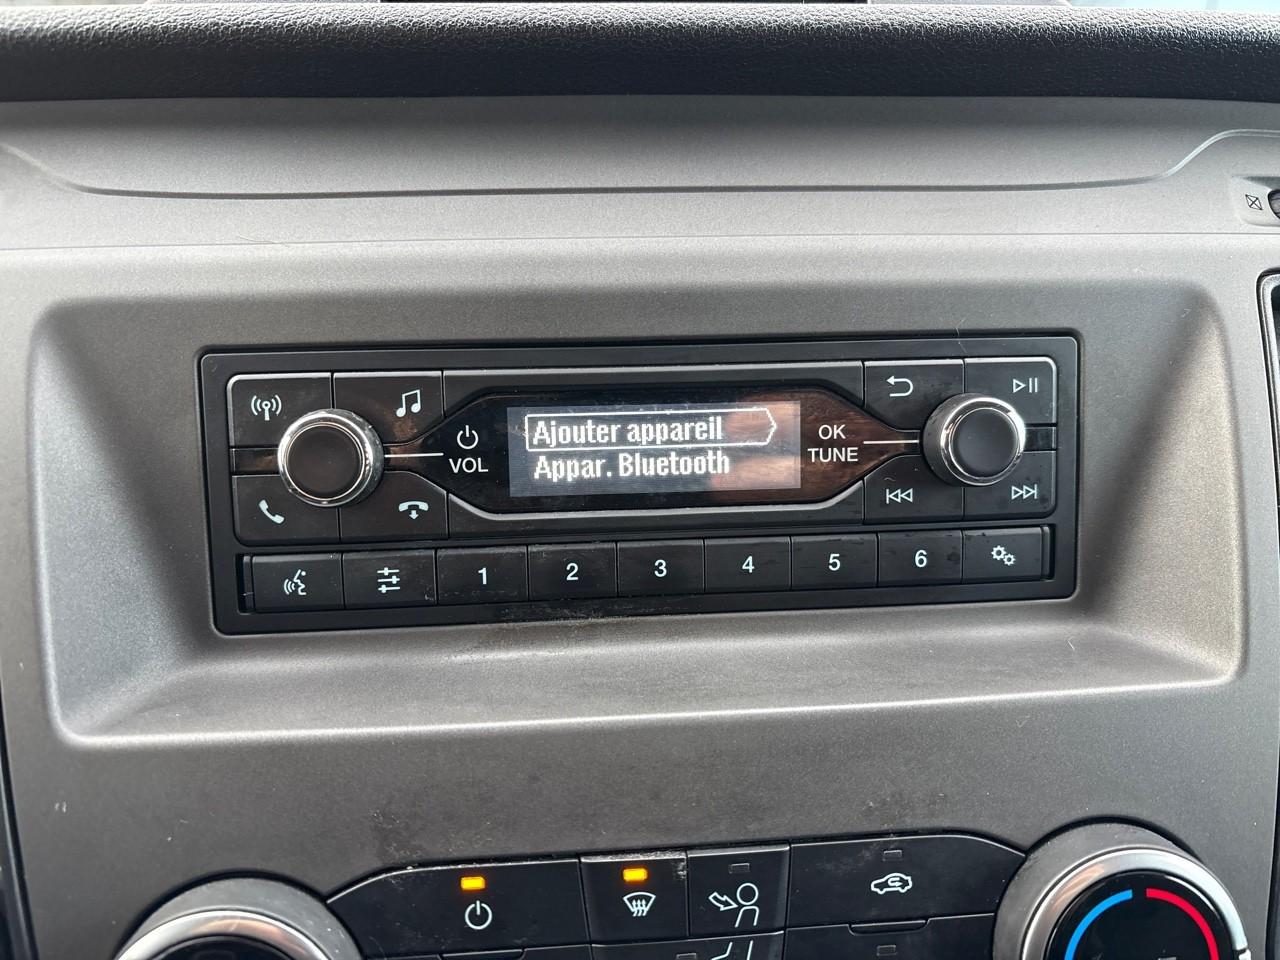 Ajouter appareil
Appar. Bluetooth
VOL
OK
TUNE
1 2 3 4 5 6